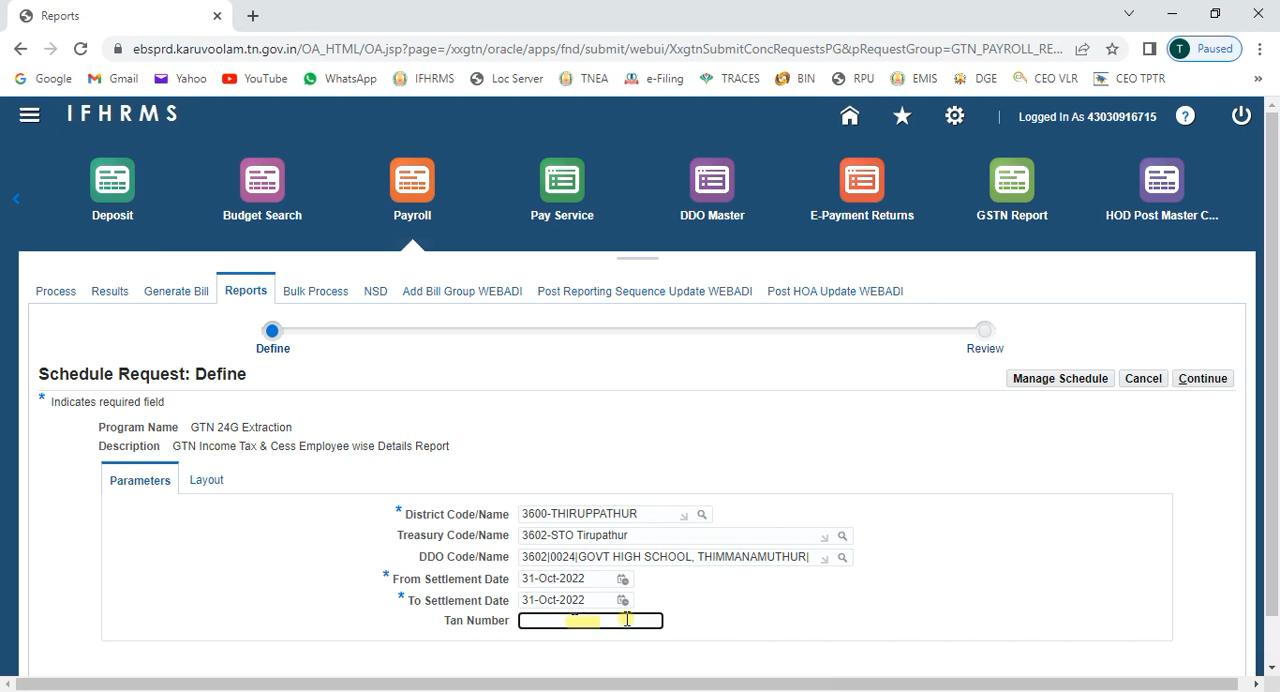 Reports
ebsprd.karuvoolam.tn.gov.in/OA_HTML/OA.jsp?page=/xxgtn/oracle/apps/fnd/submit/webui/XxgtnSubmitConcRequestsPG&pRequestGroup=GTN_PAYROLL_RE... T Paused
Google Gmail Yahoo YouTube WhatsApp IFHRMS Loc Server TNEA e-Filing TRACES BIN RPU EMIS DGE CEO VLR CEO TPTR »
IFHRMS Logged In As 43030916715 ?
Deposit Budget Search Payroll Pay Service DDO Master E-Payment Returns GSTN Report HOD Post Master C...
Process Results Generate Bill Reports Bulk Process NSD Add Bill Group WEBADI Post Reporting Sequence Update WEBADI Post HOA Update WEBADI
Define Review
Schedule Request: Define Manage Schedule Cancel Continue
* Indicates required field
Program Name GTN 24G Extraction
Description GTN Income Tax & Cess Employee wise Details Report
Parameters Layout
* District Code/Name 3600-THIRUPPATHUR
Treasury Code/Name 3602-STO Tirupathur
DDO Code/Name 3602|0024|GOVT HIGH SCHOOL, THIMMANAMUTHUR|
* From Settlement Date 31-Oct-2022
* To Settlement Date 31-Oct-2022
Tan Number